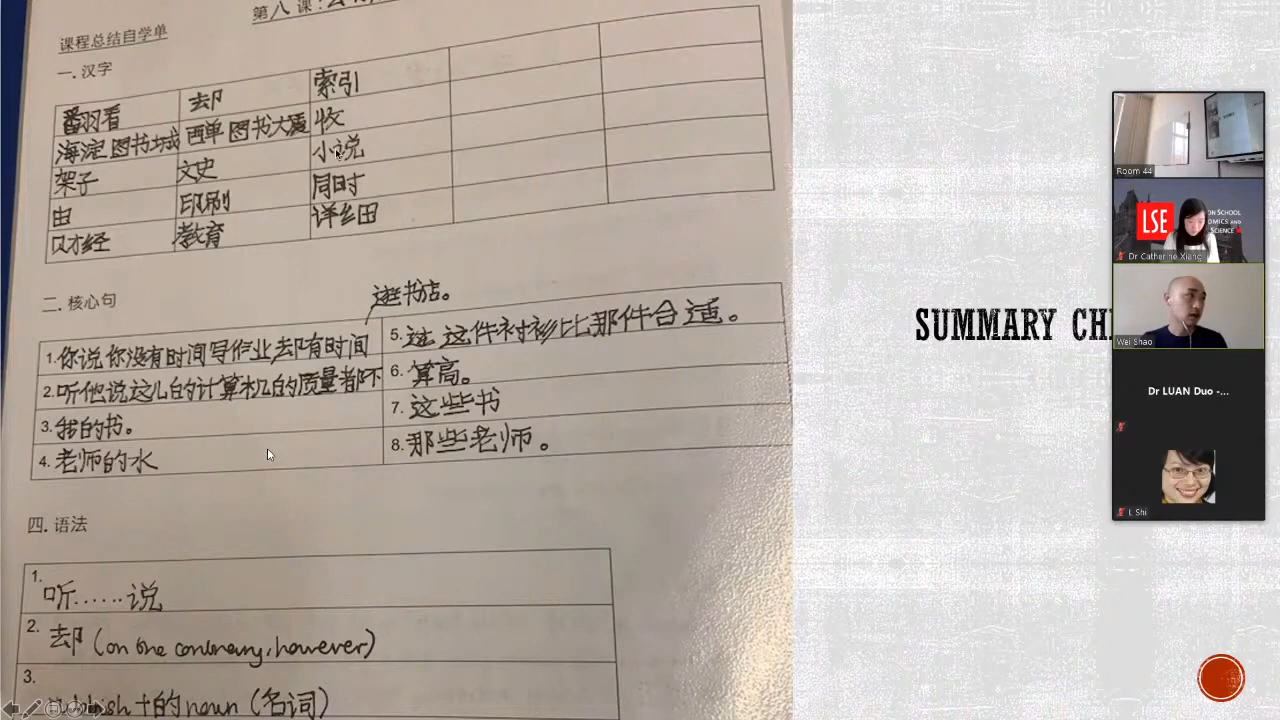 第八课:
课程总结自学单
一. 汉字
翻看 却 索引
海淀图书城 西单图书大厦 收
架子 文史 小说
由 印刷 同时
财经 教育 详细
二. 核心句
逛书店。
1.你说你没有时间写作业,却有时间
2.听他说这儿的计算机的质量都不
3.我的书。
4.老师的水
5.这件衬衫比那件合适。
6.算高。
7.这些书
8.那些老师。
四. 语法
1.听......说
2.却(on the contrary, however)
3.
+的noun(名词)
SUMMARY CH
Room 44
LSE
Dr Catherine Xiang
Wei Shao
Dr LUAN Duo -...
L Shi